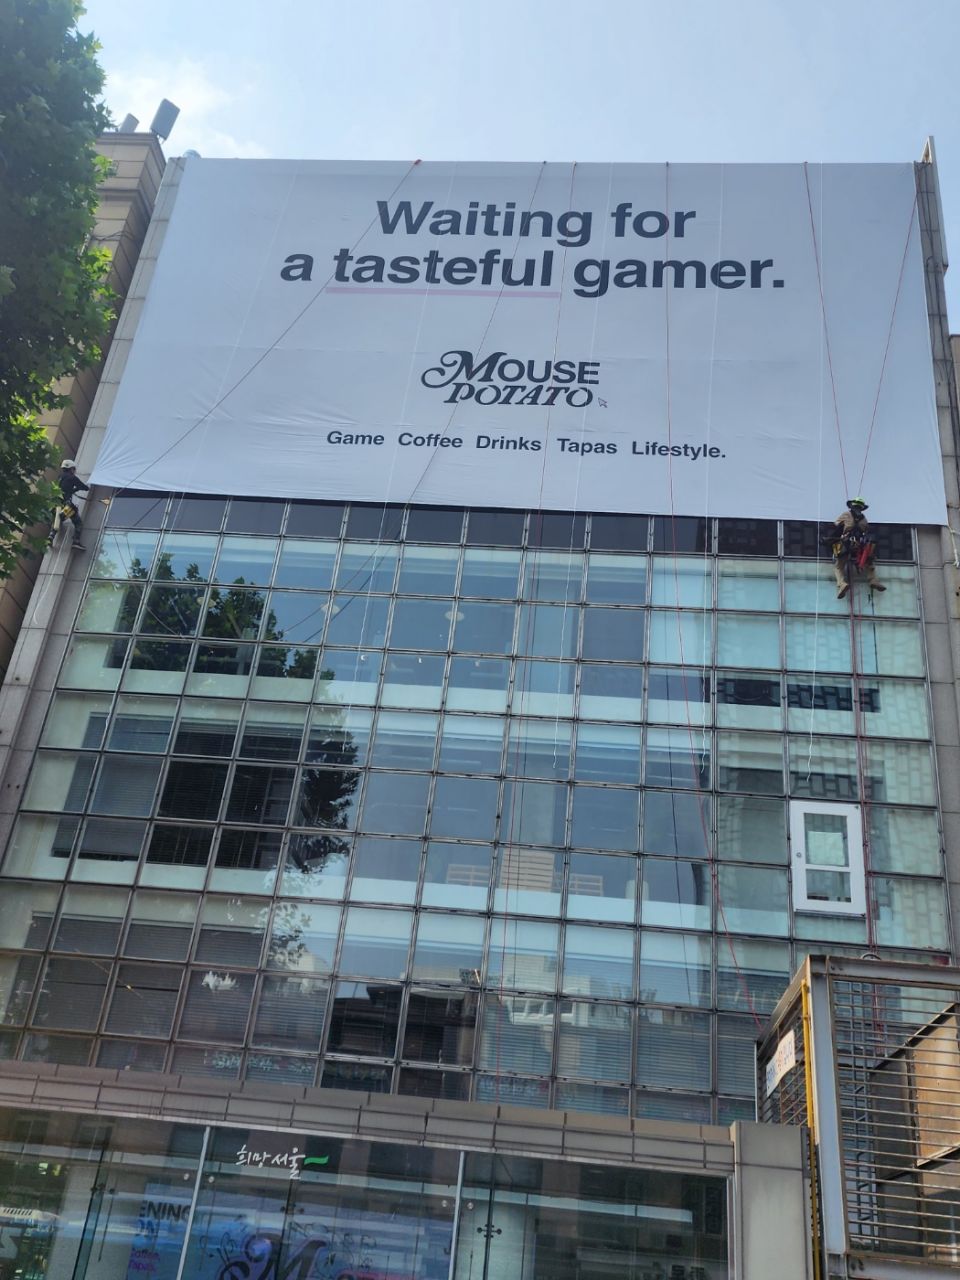 Waiting for
a tasteful gamer.
MOUSE
POTATO
Game Coffee Drinks Tapas Lifestyle.
희망서울